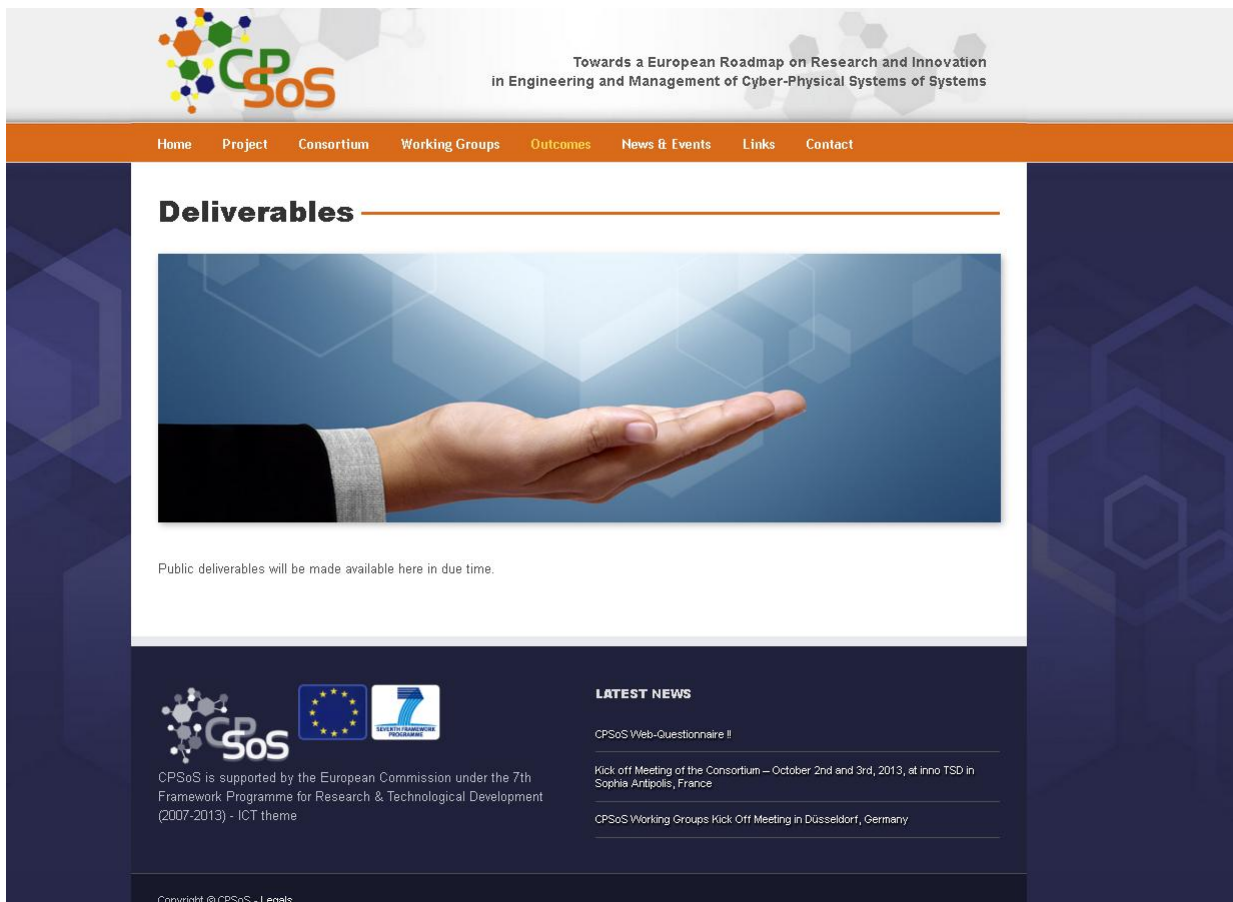 CPSoS
Towards a European Roadmap on Research and Innovation
in Engineering and Management of Cyber-Physical Systems of Systems
Home Project Consortium Working Groups Outcomes News & Events Links Contact
Deliverables
Public deliverables will be made available here in due time.
CPSoS
7
SEVENTH FRAMEWORK
PROGRAMME
CPSoS is supported by the European Commission under the 7th
Framework Programme for Research & Technological Development
(2007-2013) - ICT theme
LATEST NEWS
CPSoS Web-Questionnaire !!
Kick off Meeting of the Consortium – October 2nd and 3rd, 2013, at inno TSD in
Sophia Antipolis, France
CPSoS Working Groups Kick Off Meeting in Düsseldorf, Germany
Copyright © CPSoS - Legals